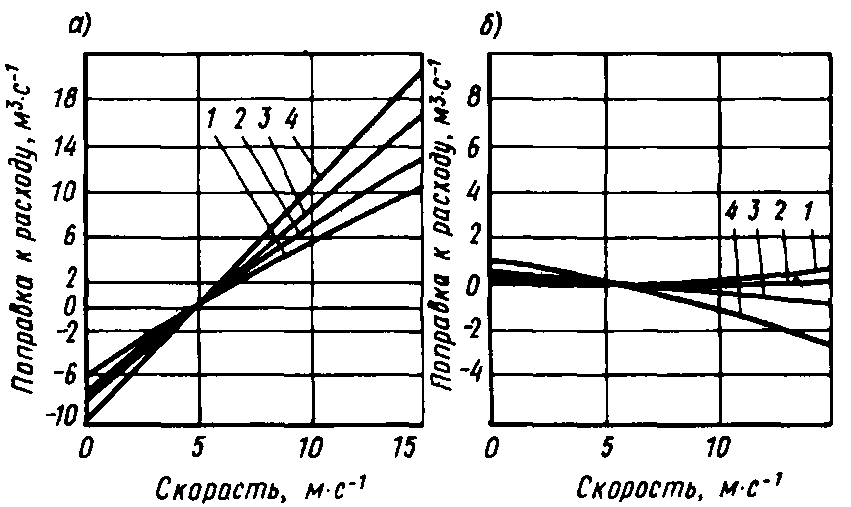 а)
Поправка к расходу, м³·с⁻¹
18
14
10
6
2
0
-2
-6
-10
1 2 3 4
0 5 10 15
Скорость, м·с⁻¹
б)
Поправка к расходу, м³·с⁻¹
8
6
4
2
0
-2
-4
4 3 2 1
0 5 10
Скорость, м·с⁻¹